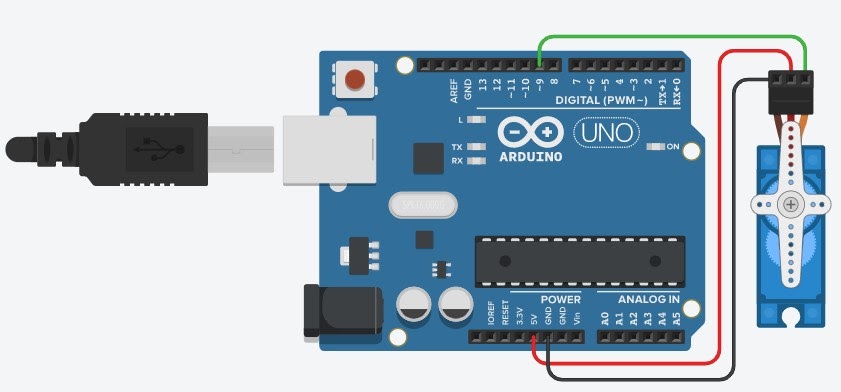 AREF
GND
13
12
~11
~10
~9
8
7
~6
~5
4
~3
2
TX→1
RX←0
DIGITAL (PWM~)
L
TX
RX
UNO
ARDUINO
ON
POWER
ANALOG IN
IOREF
RESET
3.3V
5V
GND
GND
Vin
A0
A1
A2
A3
A4
A5